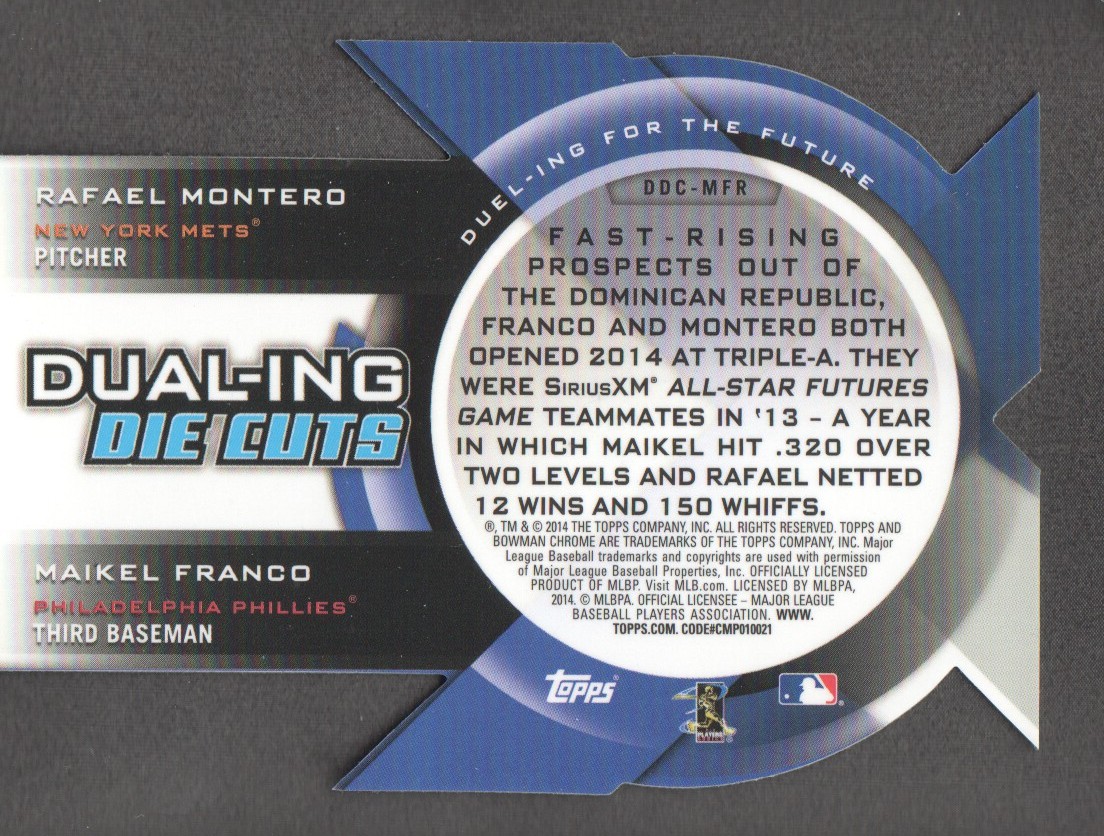 RAFAEL MONTERO
NEW YORK METS®
PITCHER
DUAL-ING
DIE CUTS
MAIKEL FRANCO
PHILADELPHIA PHILLIES®
THIRD BASEMAN
DUEL-ING FOR THE FUTURE
DDC-MFR
FAST-RISING
PROSPECTS OUT OF
THE DOMINICAN REPUBLIC,
FRANCO AND MONTERO BOTH
OPENED 2014 AT TRIPLE-A. THEY
WERE SIRIUSXM® ALL-STAR FUTURES
GAME TEAMMATES IN '13 – A YEAR
IN WHICH MAIKEL HIT .320 OVER
TWO LEVELS AND RAFAEL NETTED
12 WINS AND 150 WHIFFS.
®, TM & © 2014 THE TOPPS COMPANY, INC. ALL RIGHTS RESERVED. TOPPS AND
BOWMAN CHROME ARE TRADEMARKS OF THE TOPPS COMPANY, INC. Major
League Baseball trademarks and copyrights are used with permission
of Major League Baseball Properties, Inc. OFFICIALLY LICENSED
PRODUCT OF MLBP. Visit MLB.com. LICENSED BY MLBPA,
2014. © MLBPA. OFFICIAL LICENSEE – MAJOR LEAGUE
BASEBALL PLAYERS ASSOCIATION. WWW.
TOPPS.COM. CODE#CMP010021
Topps®
PLAYERS
®
®